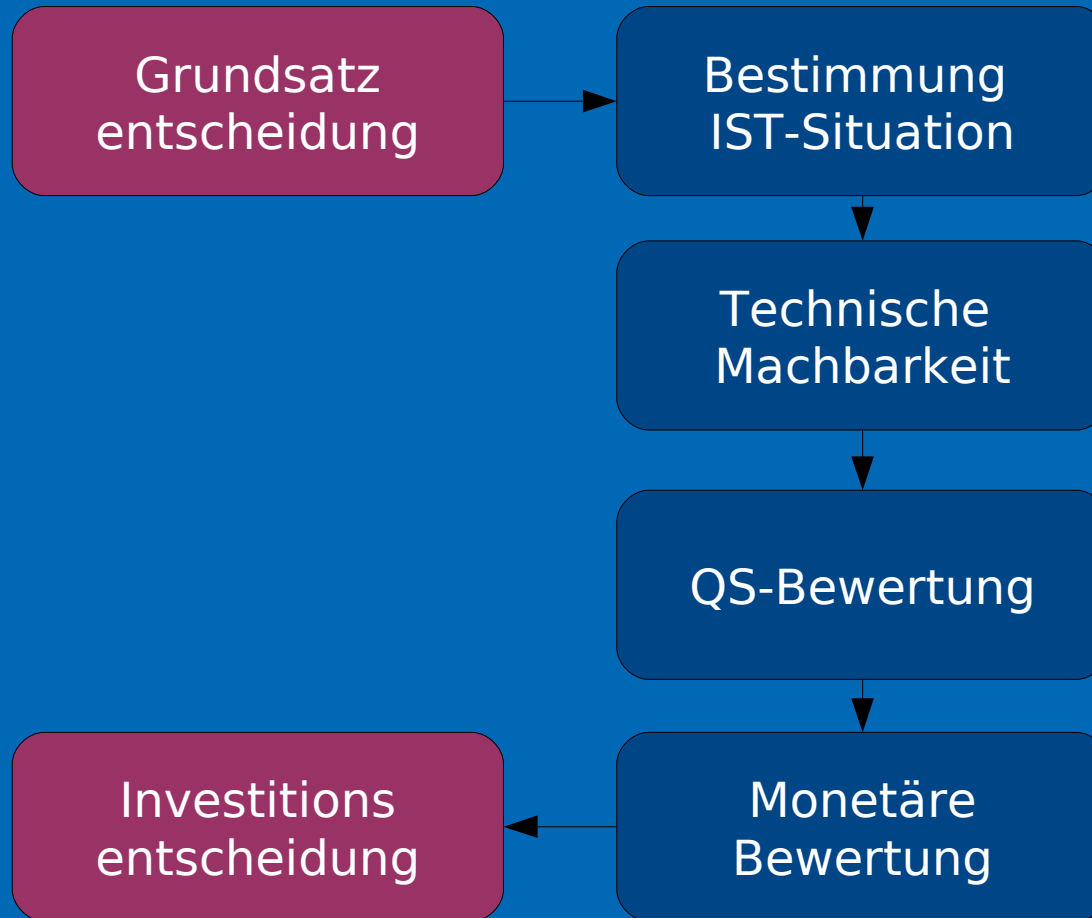 Grundsatz
entscheidung
Bestimmung
IST-Situation
Technische
Machbarkeit
QS-Bewertung
Monetäre
Bewertung
Investitions
entscheidung